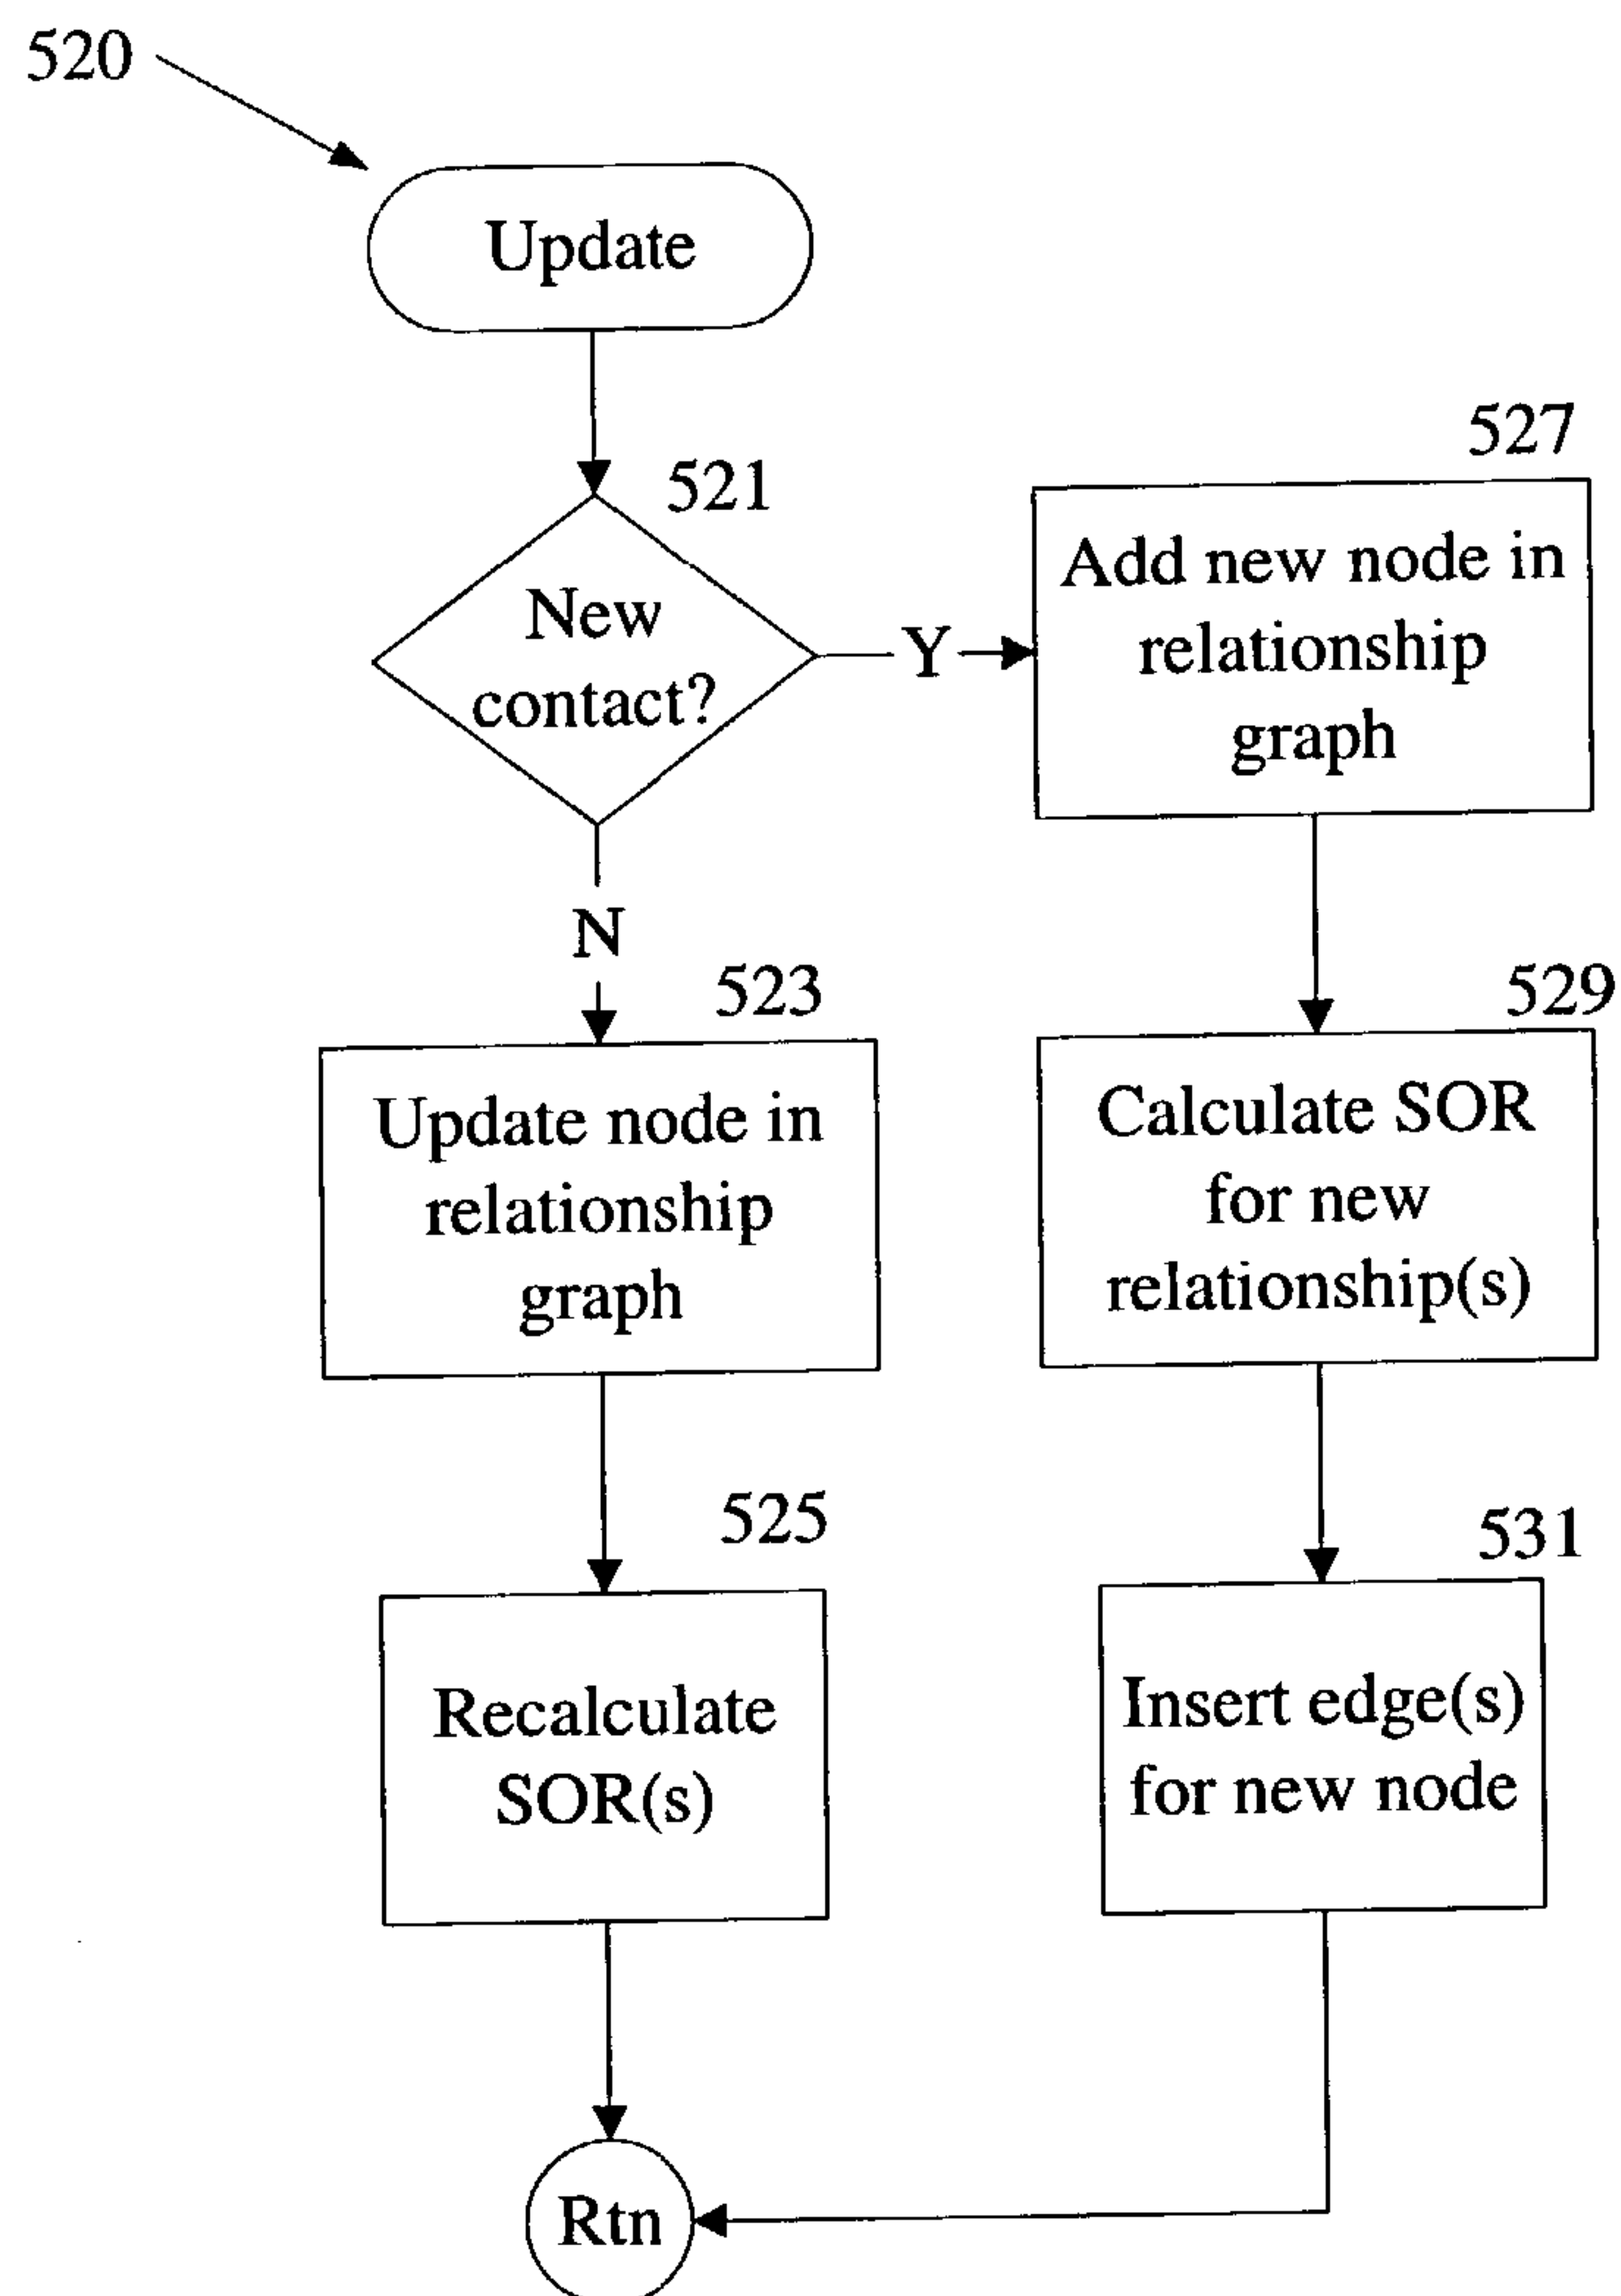 520
Update
521
New
contact?
Y
527
Add new node in
relationship
graph
N
523
Update node in
relationship
graph
529
Calculate SOR
for new
relationship(s)
525
Recalculate
SOR(s)
531
Insert edge(s)
for new node
Rtn